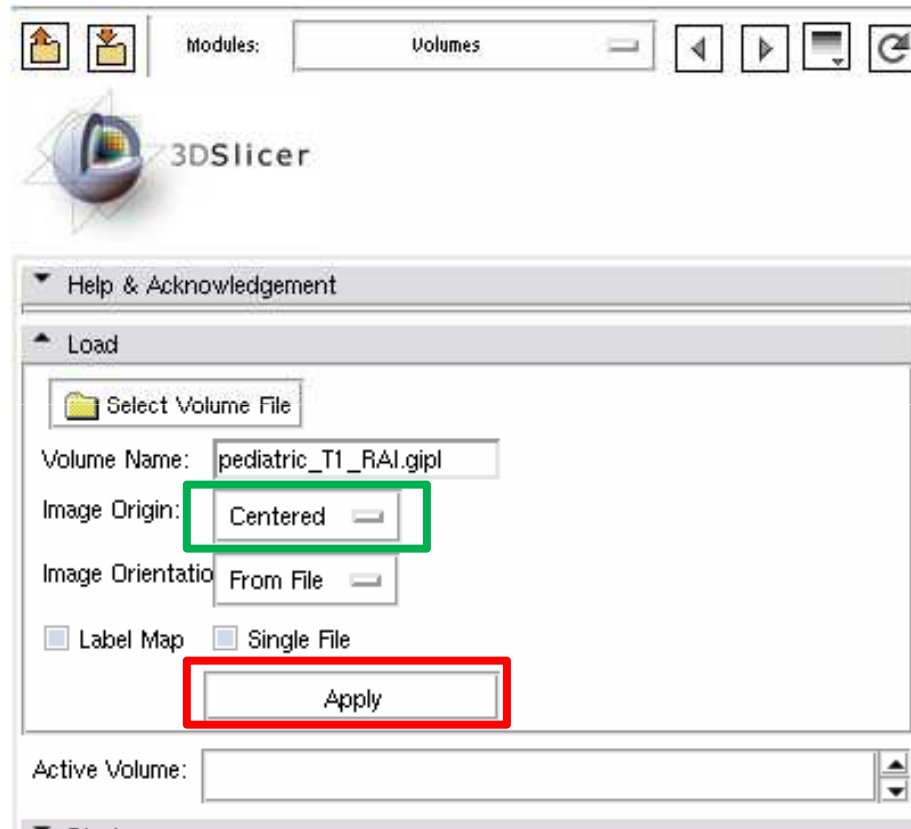 Modules: Volumes
3DSlicer
Help & Acknowledgement
Load
Select Volume File
Volume Name: pediatric_T1_RAI.gipl
Image Origin: Centered
Image Orientatio From File
Label Map Single File
Apply
Active Volume: